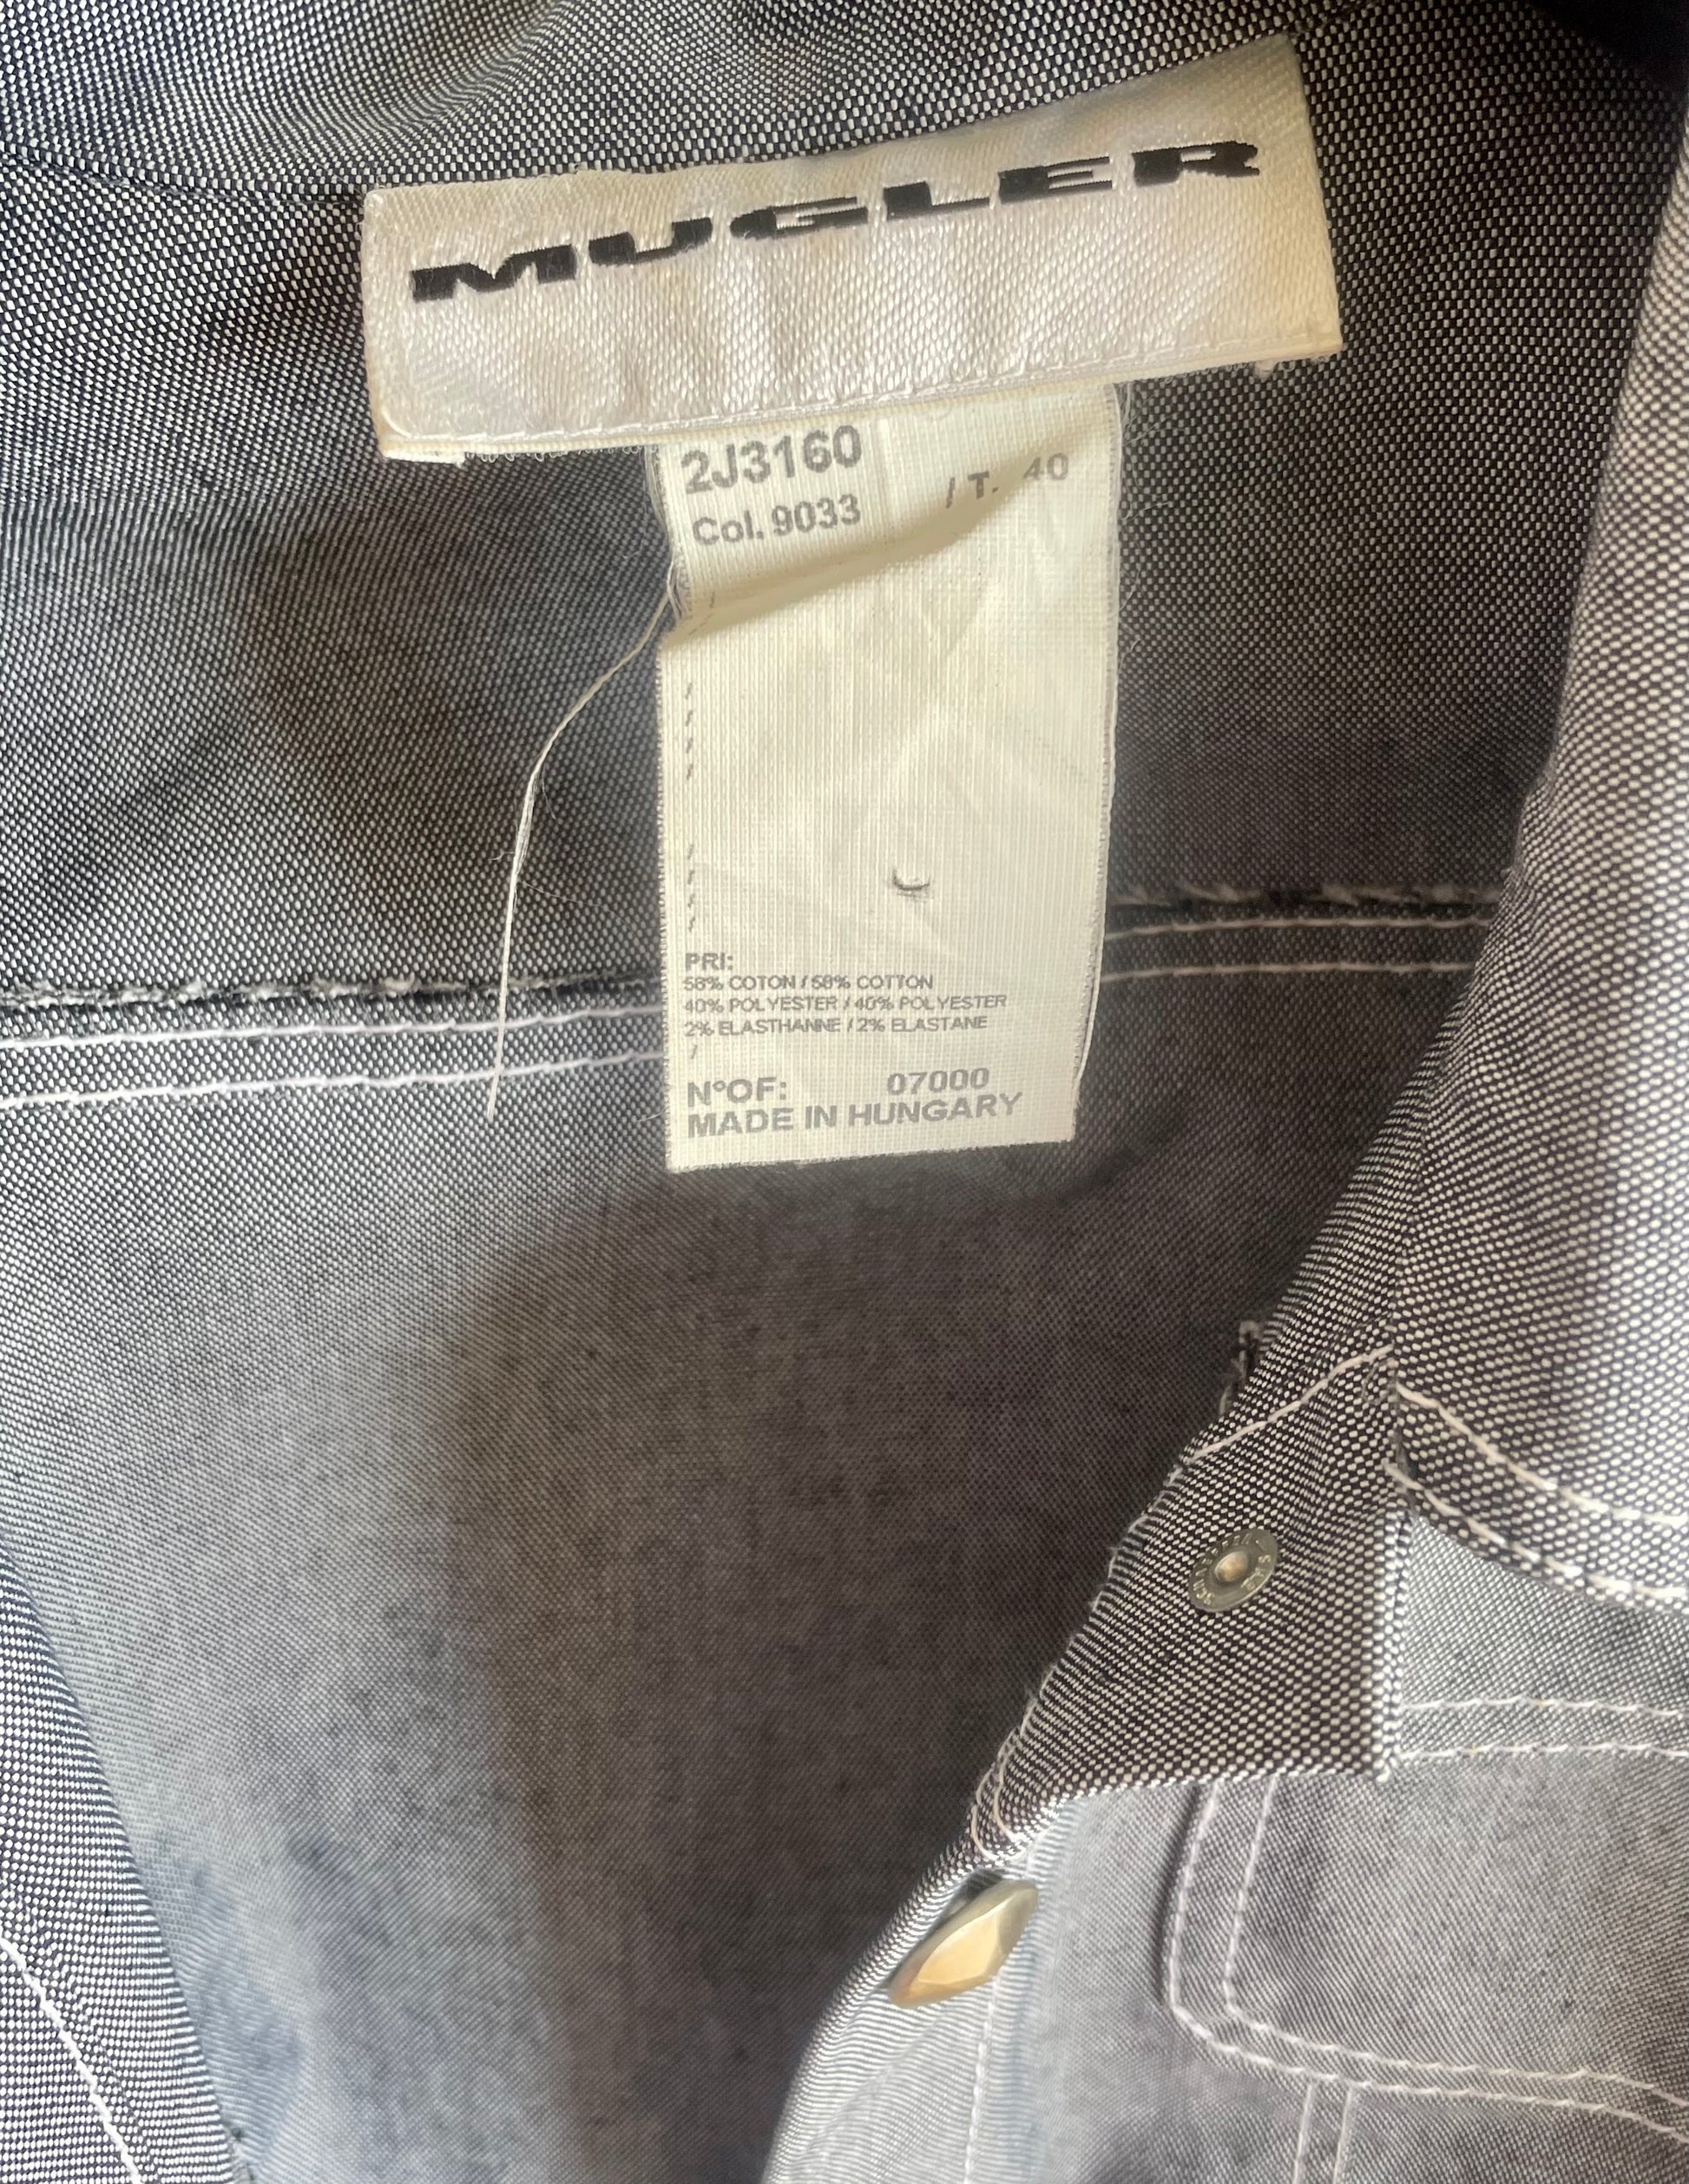 MUGLER
2J3160
Col. 9033 / T. 40
PRI:
58% COTON / 58% COTTON
40% POLYESTER / 40% POLYESTER
2% ELASTHANNE / 2% ELASTANE
/
N°OF: 07000
MADE IN HUNGARY